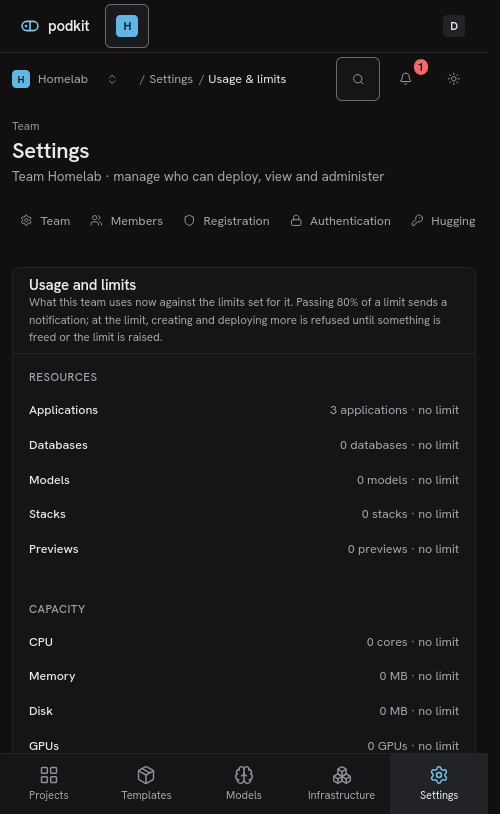 podkit
H
D
H
Homelab
/ Settings / Usage & limits
1
Team
Settings
Team Homelab · manage who can deploy, view and administer
Team
Members
Registration
Authentication
Hugging
Usage and limits
What this team uses now against the limits set for it. Passing 80% of a limit sends a
notification; at the limit, creating and deploying more is refused until something is
freed or the limit is raised.
RESOURCES
Applications 3 applications · no limit
Databases 0 databases · no limit
Models 0 models · no limit
Stacks 0 stacks · no limit
Previews 0 previews · no limit
CAPACITY
CPU 0 cores · no limit
Memory 0 MB · no limit
Disk 0 MB · no limit
GPUs 0 GPUs · no limit
Projects
Templates
Models
Infrastructure
Settings